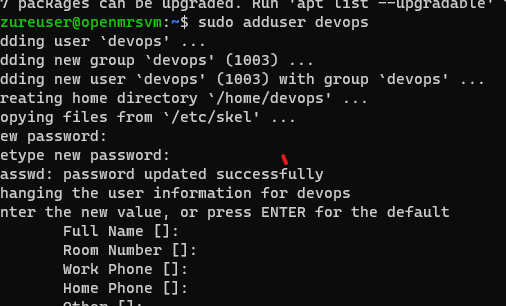 7 packages can be upgraded. Run 'apt list --upgradable'
zureuser@openmrsvm:~$ sudo adduser devops
dding user `devops' ...
dding new group `devops' (1003) ...
dding new user `devops' (1003) with group `devops' ...
reating home directory `/home/devops' ...
opying files from `/etc/skel' ...
ew password:
etype new password:
asswd: password updated successfully
hanging the user information for devops
nter the new value, or press ENTER for the default
Full Name []:
Room Number []:
Work Phone []:
Home Phone []:
Other []: